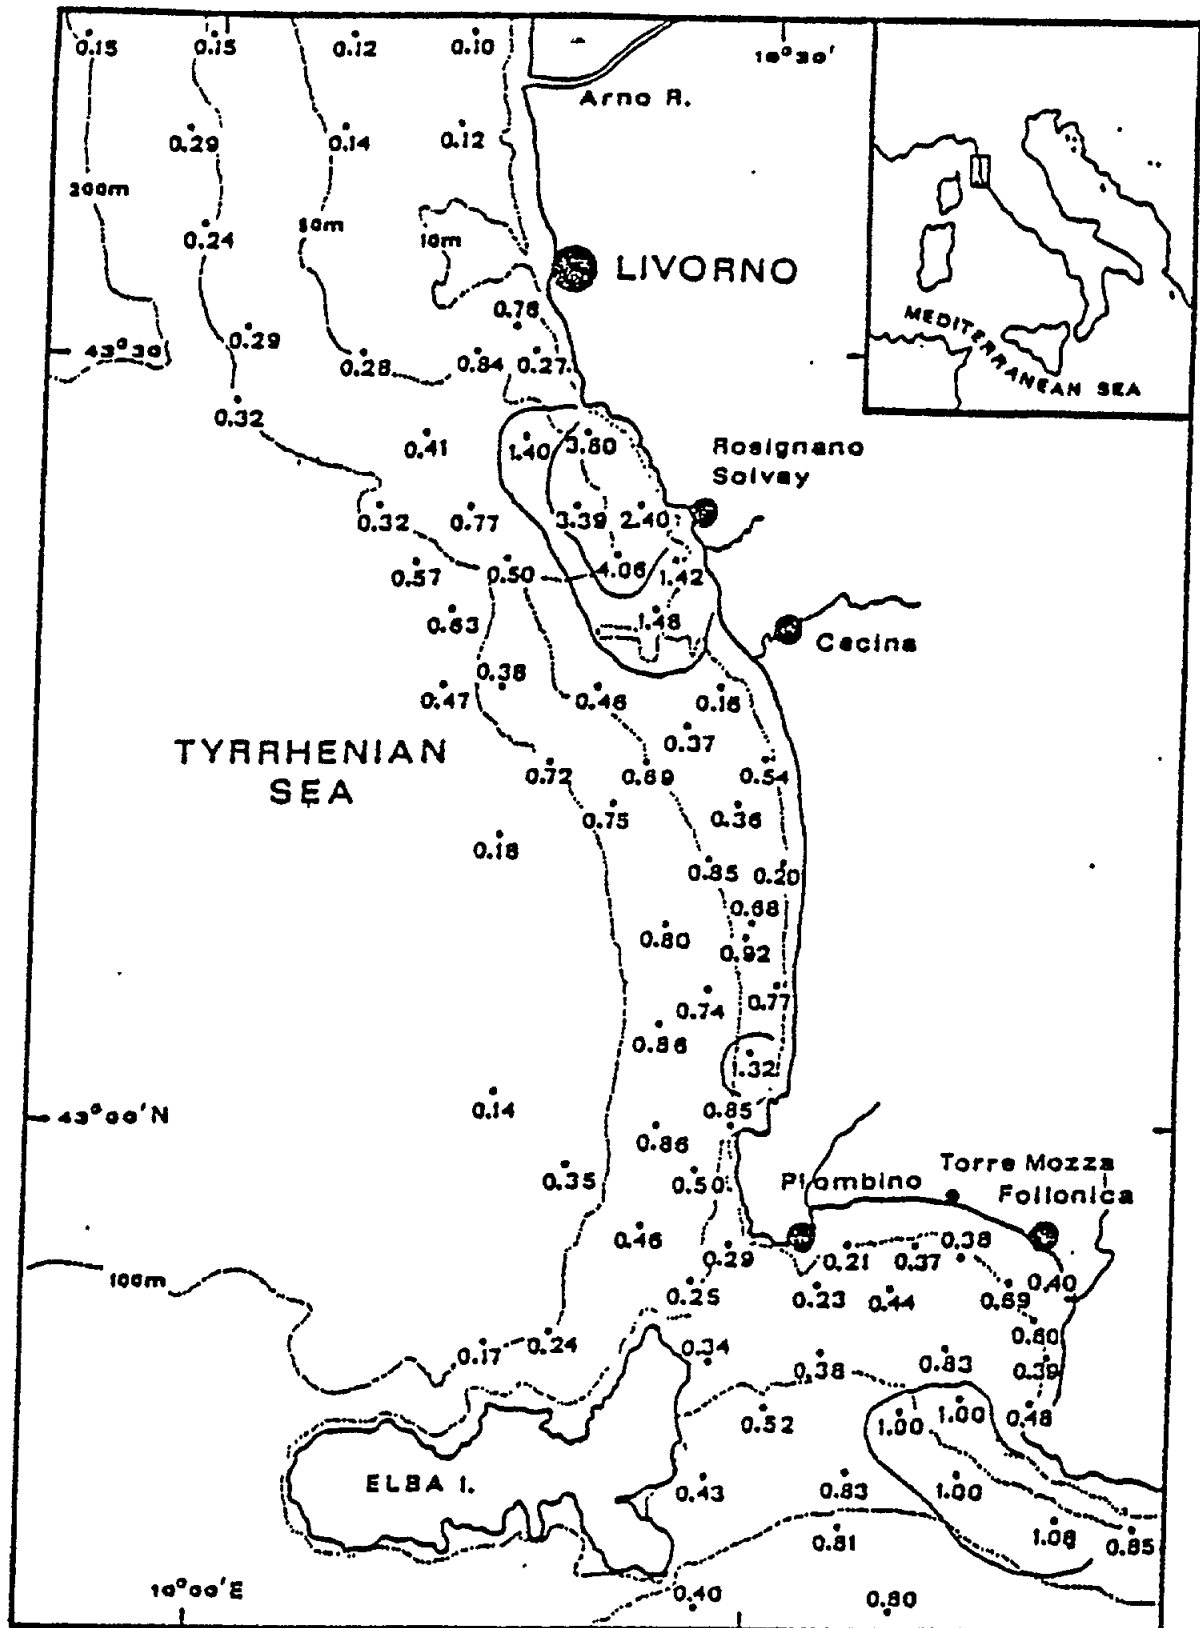 0.15 0.15 0.12 0.10 10°30'
Arno R.
0.29 0.14 0.12
200m
0.24 50m 10m
LIVORNO
0.76
43°30' 0.29 0.28 0.84 0.27
MEDITERRANEAN SEA
0.32
0.41 1.40 3.80 Rosignano
Solvay
0.32 0.77 3.39 2.40
0.57 0.50 4.06 1.42
0.63 1.48
Cecina
0.38
0.47 0.46 0.16
0.37
TYRRHENIAN
SEA
0.72 0.69 0.54
0.75 0.36
0.18
0.85 0.20
0.68
0.80 0.92
0.74 0.77
0.86
1.32
0.14 0.85
43°00'N
0.86
Torre Mozza
0.35 0.50 Piombino Follonica
0.46
0.29 0.21 0.37 0.38
100m 0.25 0.23 0.44 0.69 0.40
0.60
0.17 0.24 0.34
0.38 0.83 0.39
0.52 1.00 1.00 0.48
ELBA I. 0.43 0.83 1.00
0.81 1.08 0.85
10°00'E 0.40 0.80